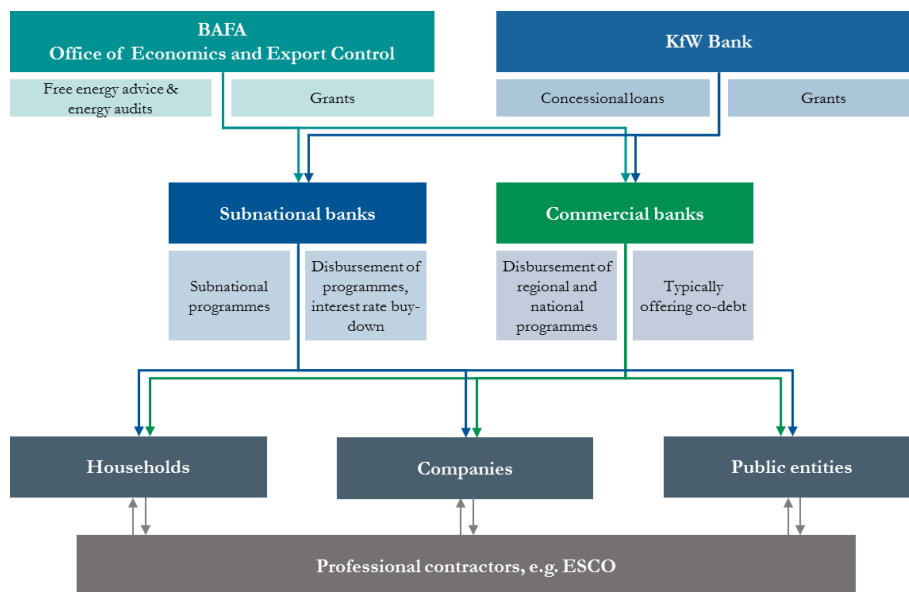 BAFA
Office of Economics and Export Control
KfW Bank
Free energy advice &
energy audits
Grants
Concessional loans
Grants
Subnational banks
Commercial banks
Subnational
programmes
Disbursement of
programmes,
interest rate buy-
down
Disbursement of
regional and
national
programmes
Typically
offering co-debt
Households
Companies
Public entities
Professional contractors, e.g. ESCO